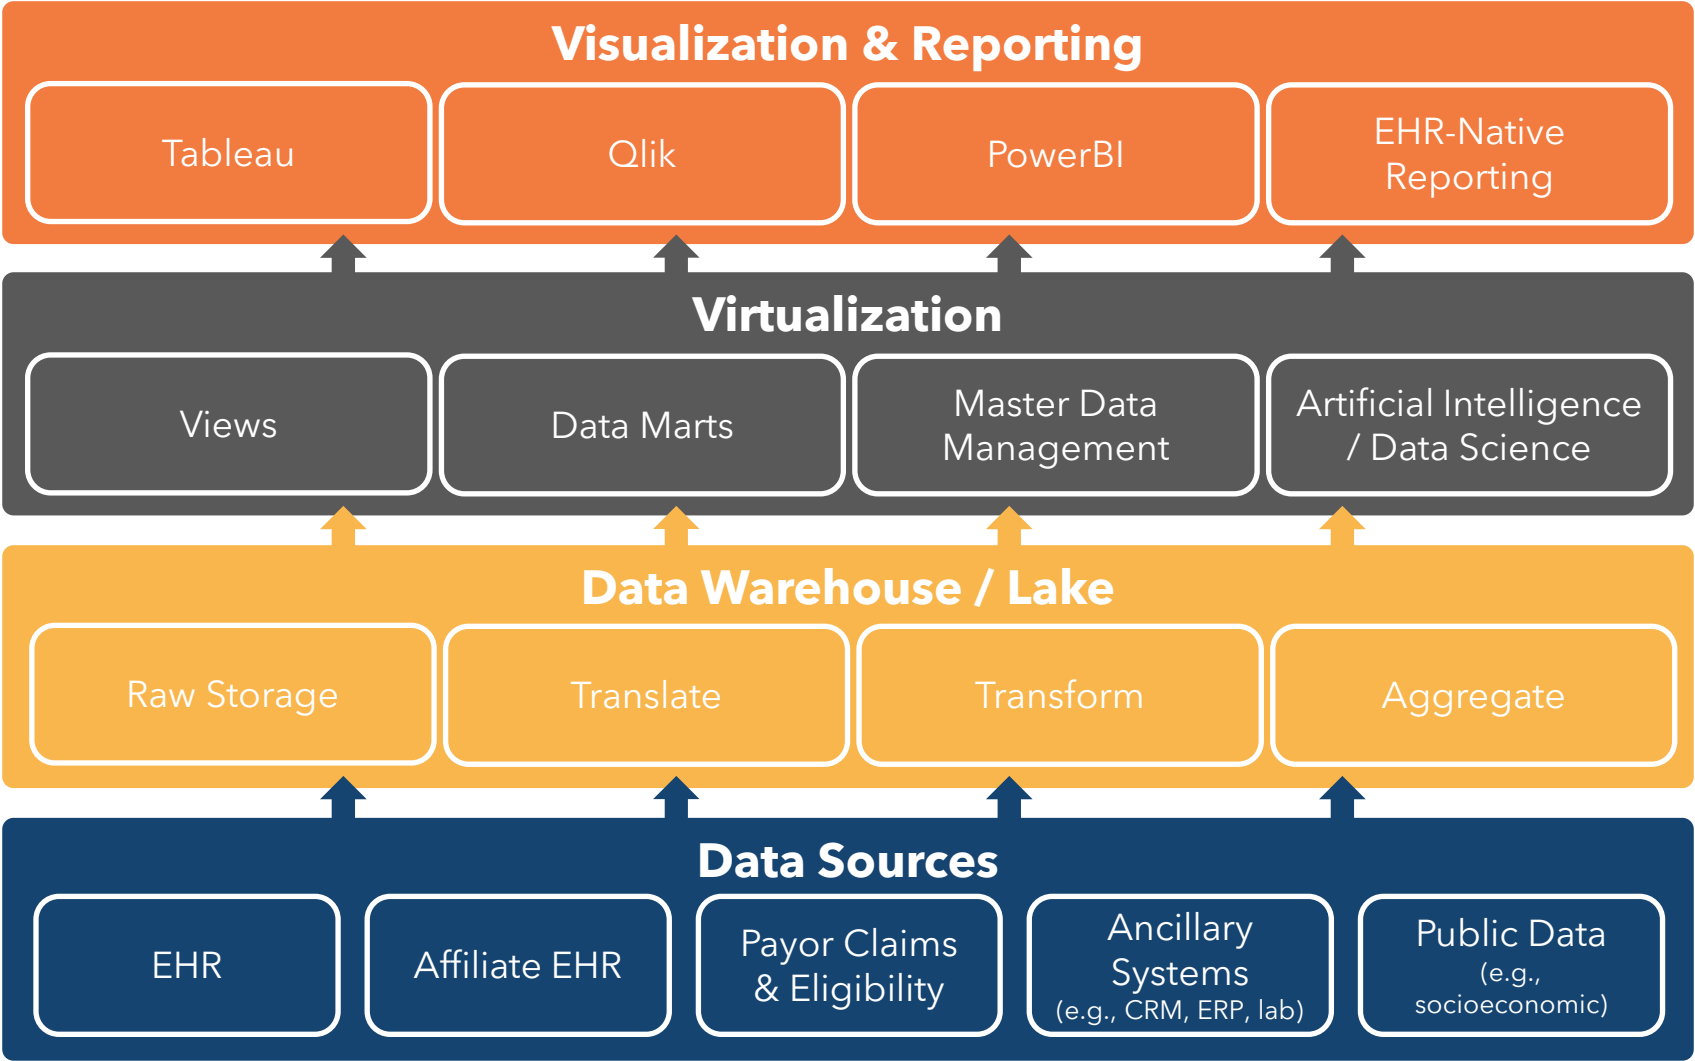 Visualization & Reporting
Tableau
Qlik
PowerBI
EHR-Native
Reporting
Virtualization
Views
Data Marts
Master Data
Management
Artificial Intelligence
/ Data Science
Data Warehouse / Lake
Raw Storage
Translate
Transform
Aggregate
Data Sources
EHR
Affiliate EHR
Payor Claims
& Eligibility
Ancillary
Systems
(e.g., CRM, ERP, lab)
Public Data
(e.g.,
socioeconomic)